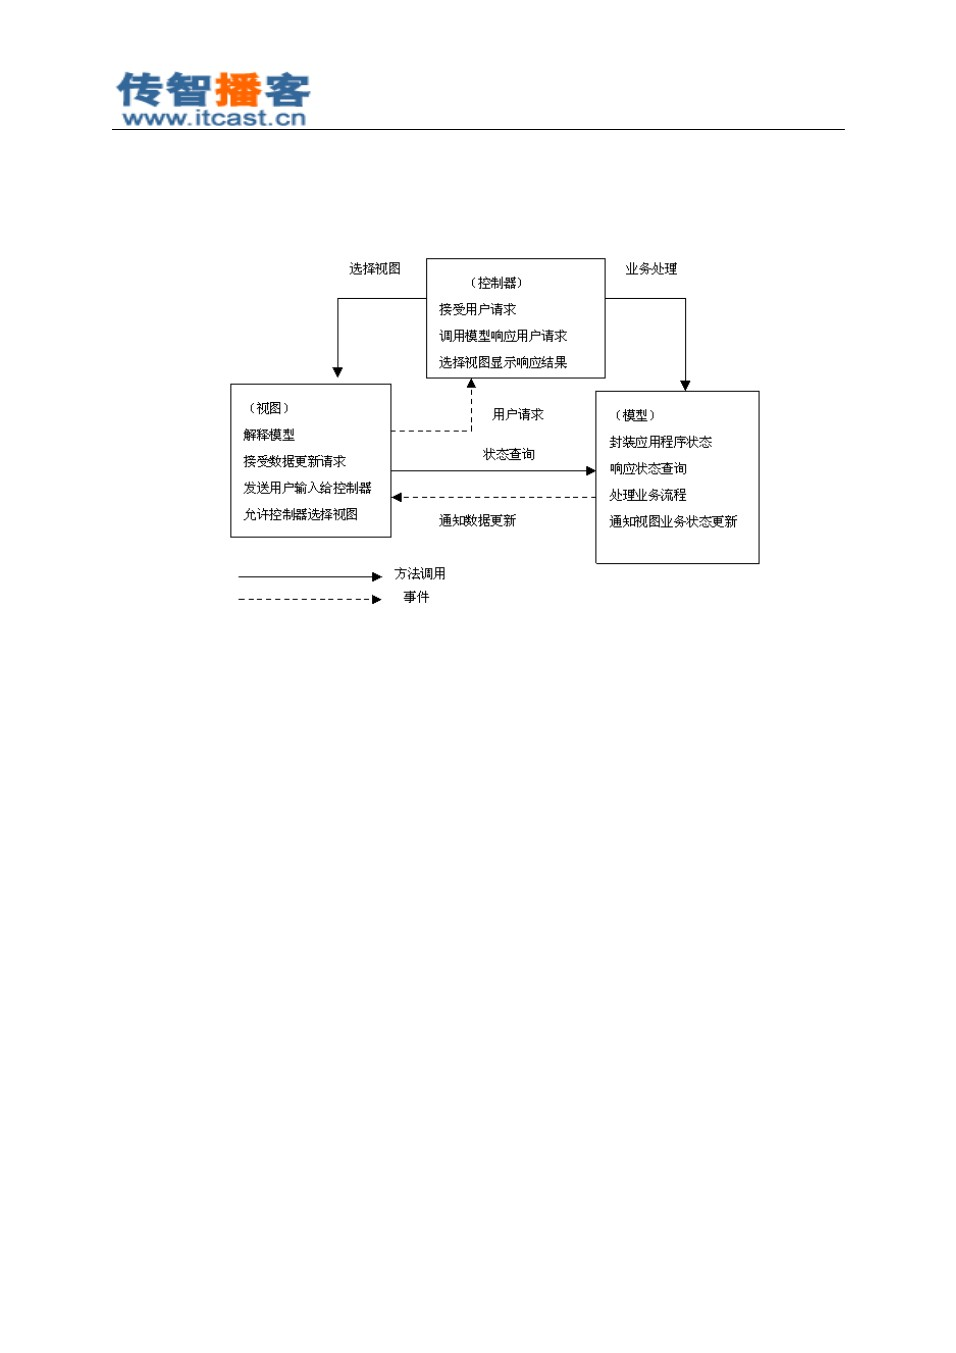 传智播客
www.itcast.cn
选择视图
业务处理
（控制器）
接受用户请求
调用模型响应用户请求
选择视图显示响应结果
（视图）
解释模型
接受数据更新请求
发送用户输入给控制器
允许控制器选择视图
用户请求
状态查询
通知数据更新
（模型）
封装应用程序状态
响应状态查询
处理业务流程
通知视图业务状态更新
方法调用
事件